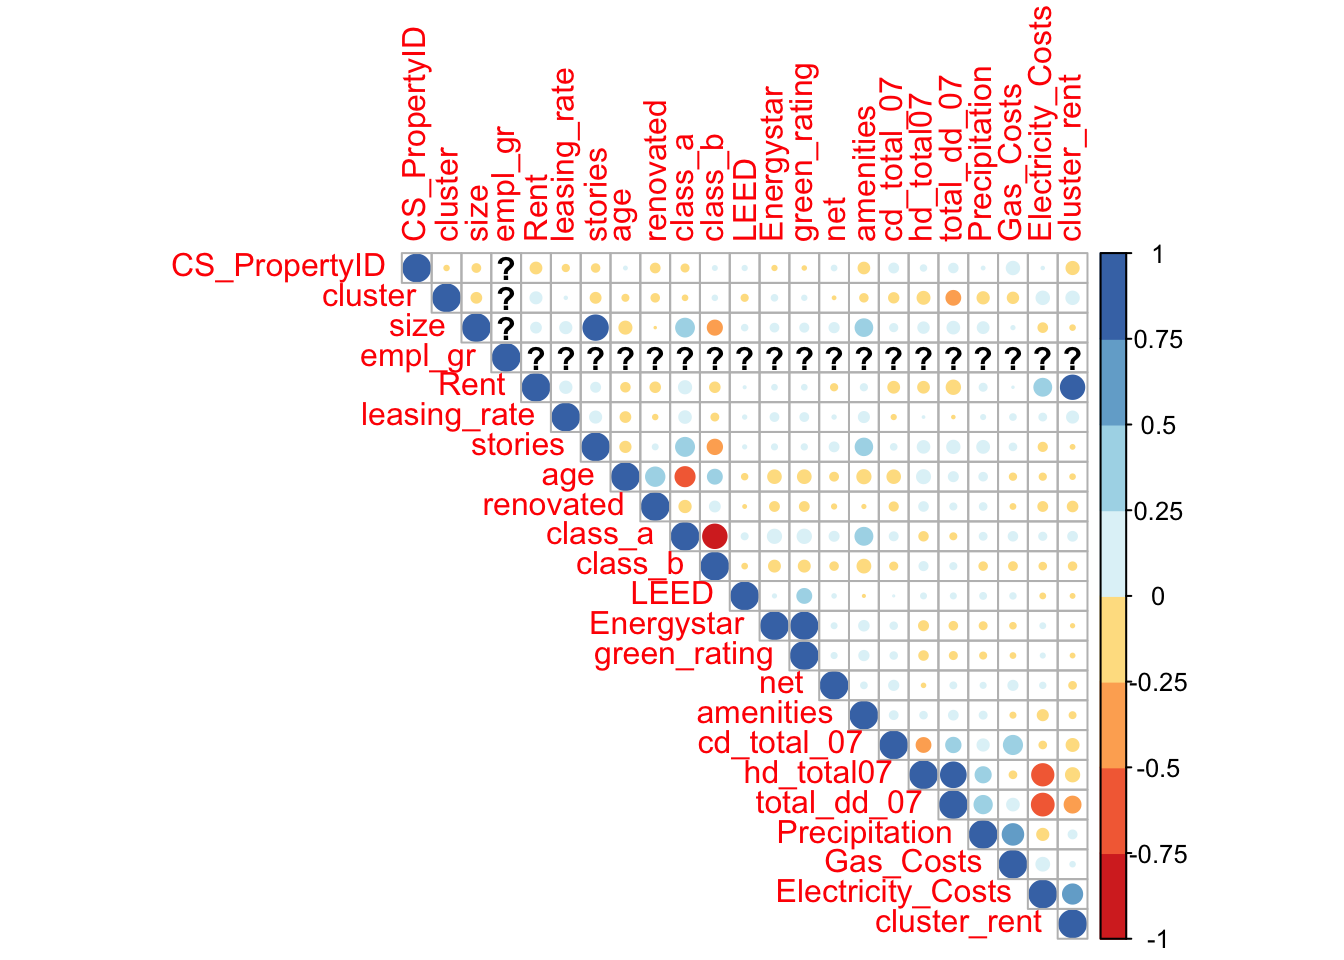 CS_PropertyID
cluster
size
empl_gr
Rent
leasing_rate
stories
age
renovated
class_a
class_b
LEED
Energystar
green_rating
net
amenities
cd_total_07
hd_total07
total_dd_07
Precipitation
Gas_Costs
Electricity_Costs
cluster_rent
CS_PropertyID ?
cluster ?
size ?
empl_gr ? ? ? ? ? ? ? ? ? ? ? ? ? ? ? ? ? ? ?
Rent
leasing_rate
stories
age
renovated
class_a
class_b
LEED
Energystar
green_rating
net
amenities
cd_total_07
hd_total07
total_dd_07
Precipitation
Gas_Costs
Electricity_Costs
cluster_rent
1
0.75
0.5
0.25
0
-0.25
-0.5
-0.75
-1